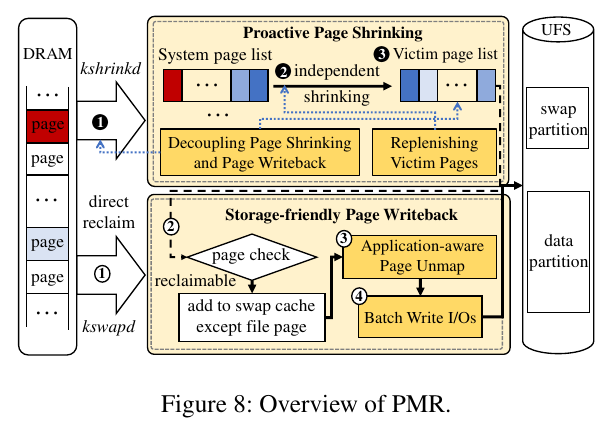 DRAM
...
page
page
...
page
page
...
kshrinkd
❶
direct
reclaim
①
kswapd
Proactive Page Shrinking
System page list
...
...
❷ independent
shrinking
❸ Victim page list
...
Decoupling Page Shrinking
and Page Writeback
Replenishing
Victim Pages
Storage-friendly Page Writeback
②
page check
reclaimable
add to swap cache
except file page
③
Application-aware
Page Unmap
④
Batch Write I/Os
UFS
swap
partition
data
partition
Figure 8: Overview of PMR.